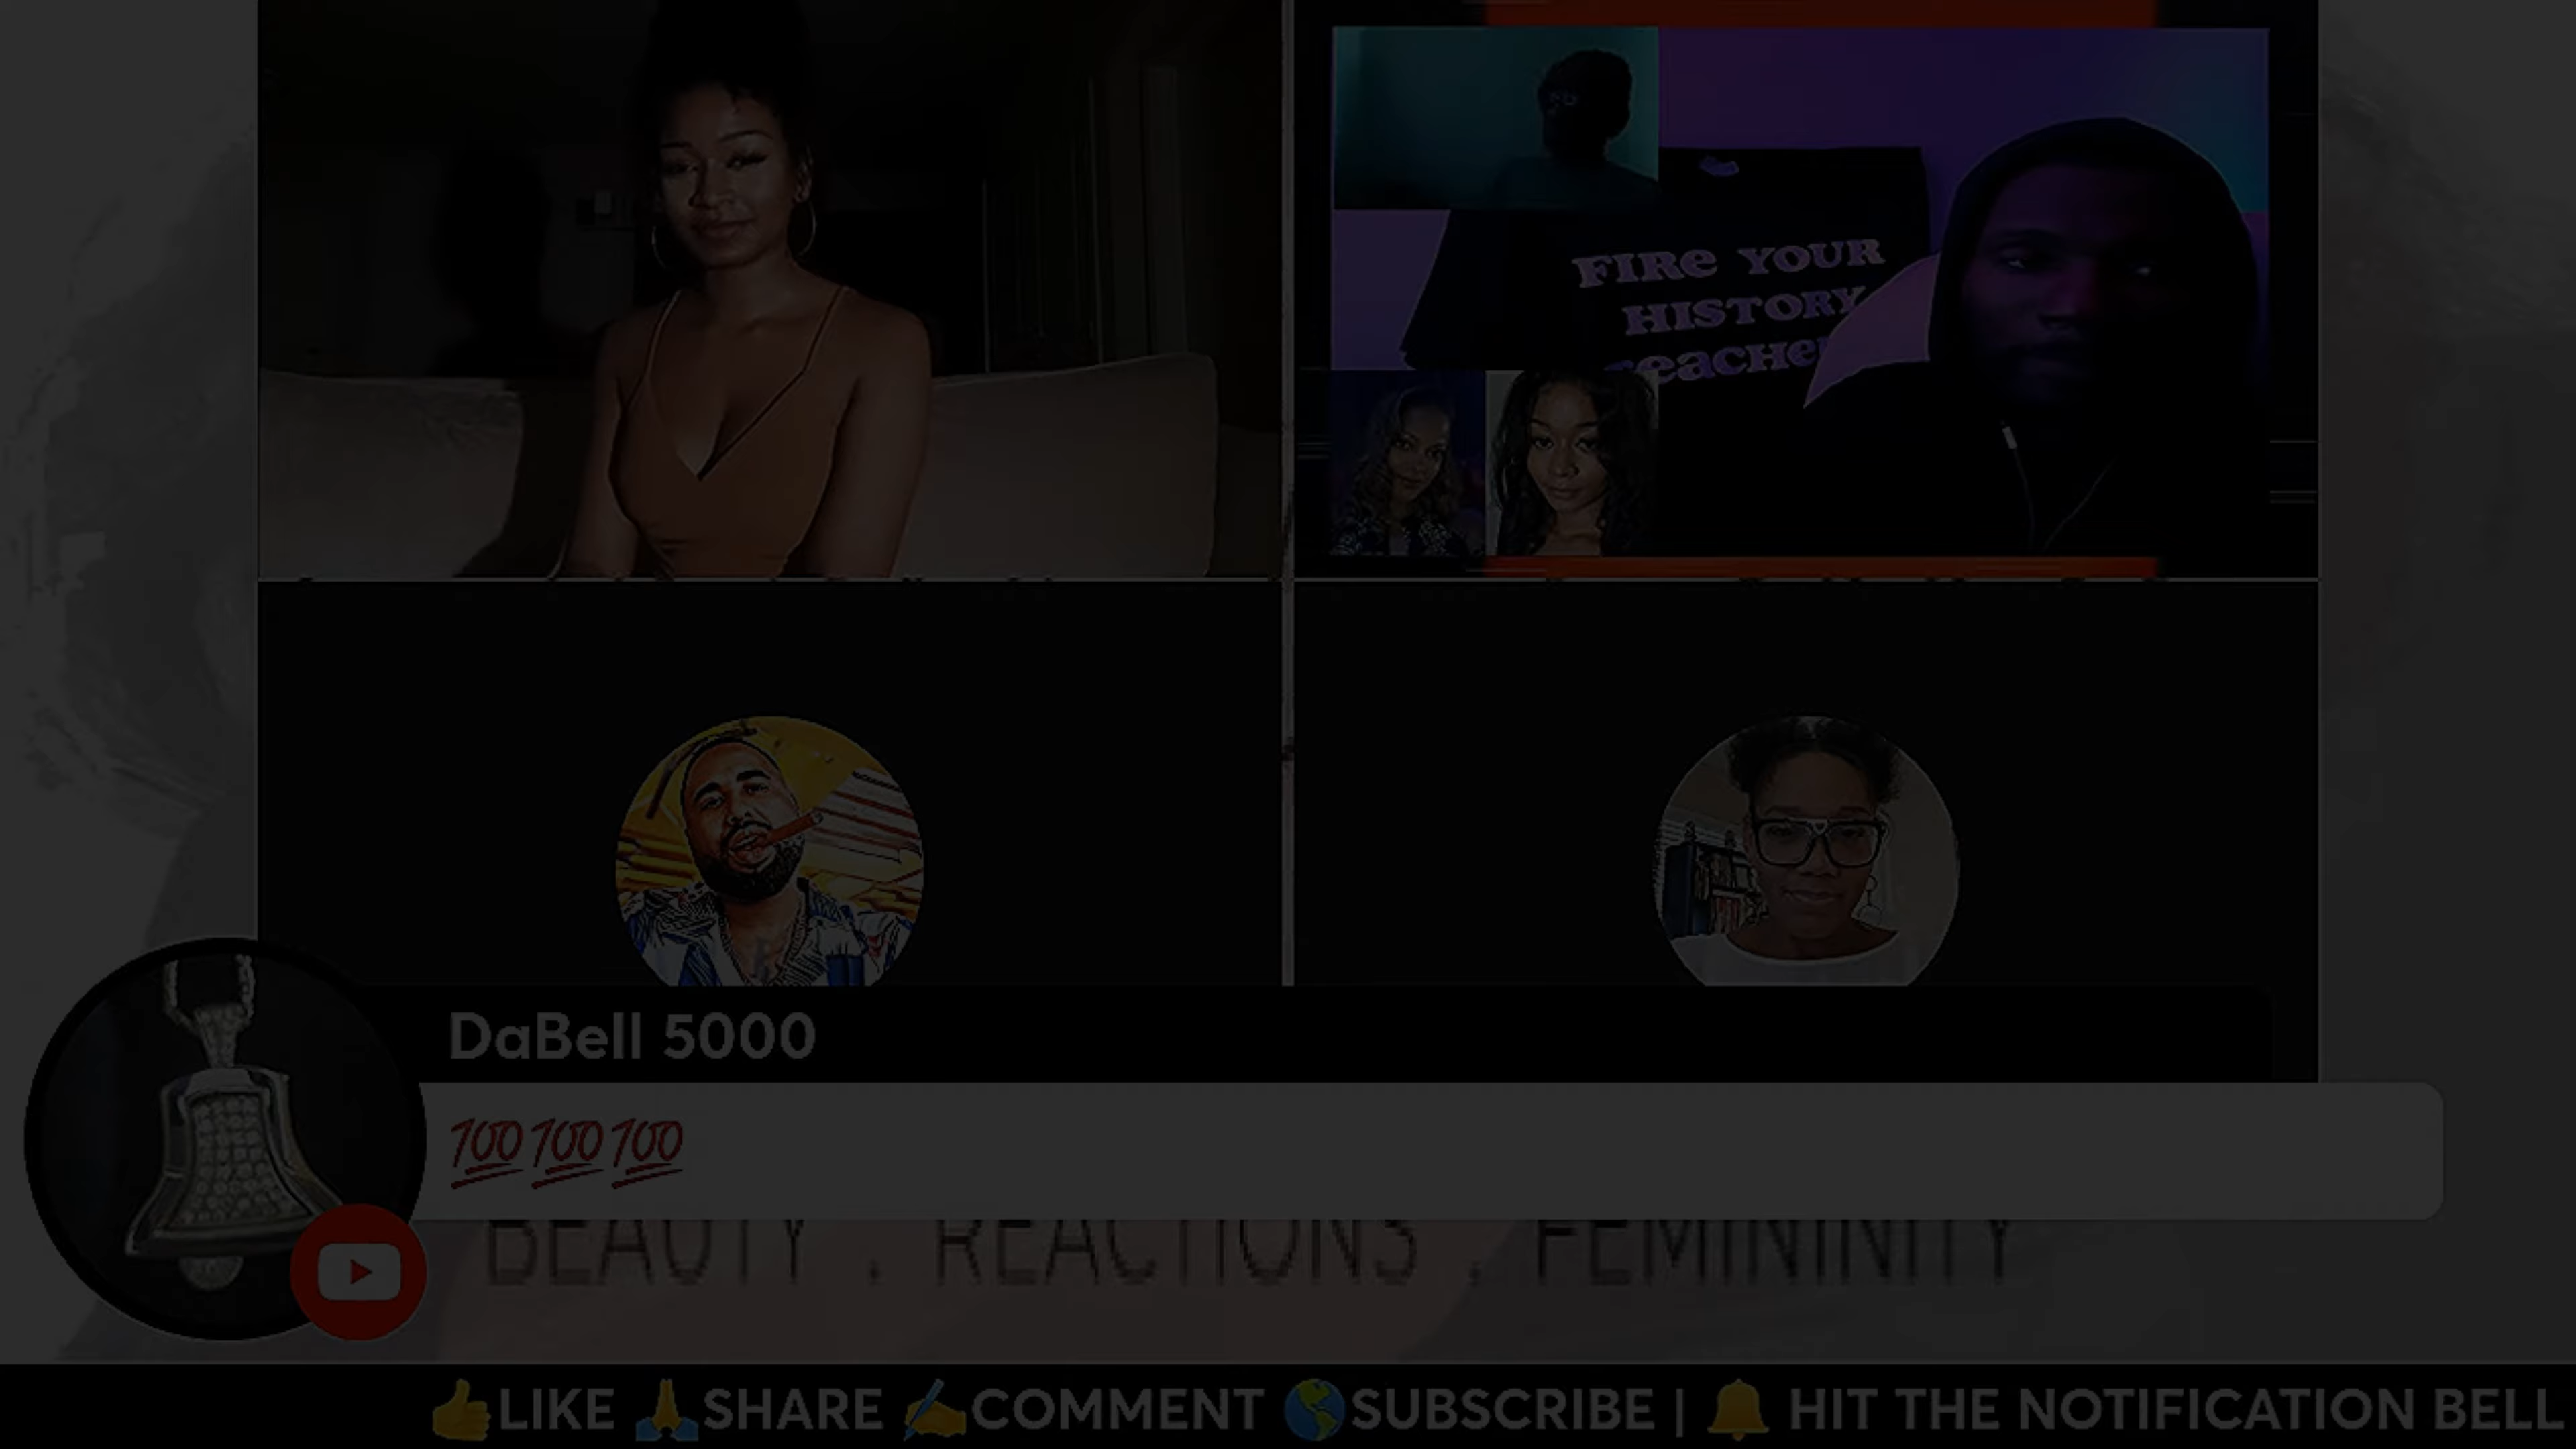 FIRE YOUR
HISTORY
DaBell 5000
💯💯💯
BEAUTY . REACTIONS . FEMININITY
👍LIKE 🙏SHARE ✍COMMENT 🌎SUBSCRIBE | 🔔 HIT THE NOTIFICATION BELL